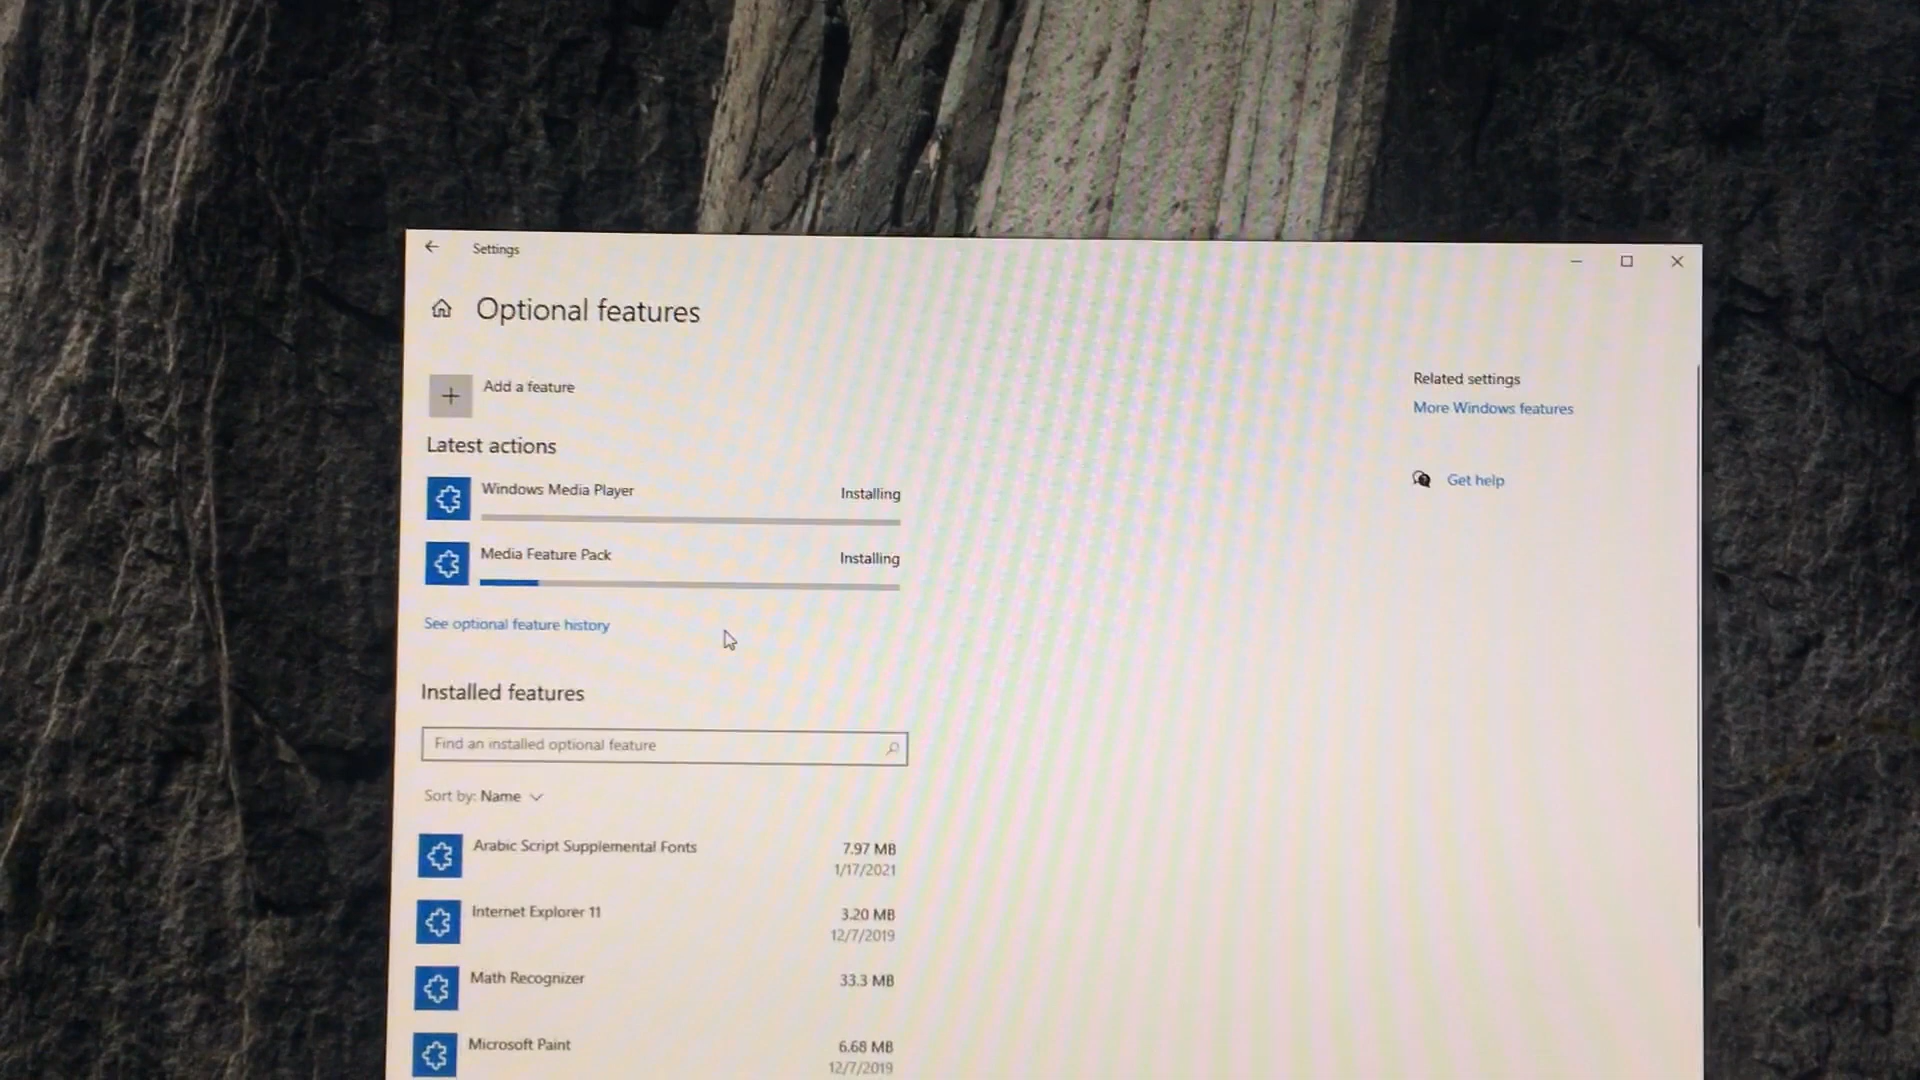 Settings
Optional features
Add a feature
Latest actions
Windows Media Player
Installing
Media Feature Pack
Installing
See optional feature history
Installed features
Find an installed optional feature
Sort by: Name
Arabic Script Supplemental Fonts
7.97 MB
1/17/2021
Internet Explorer 11
3.20 MB
12/7/2019
Math Recognizer
33.3 MB
Microsoft Paint
6.68 MB
12/7/2019
Related settings
More Windows features
Get help